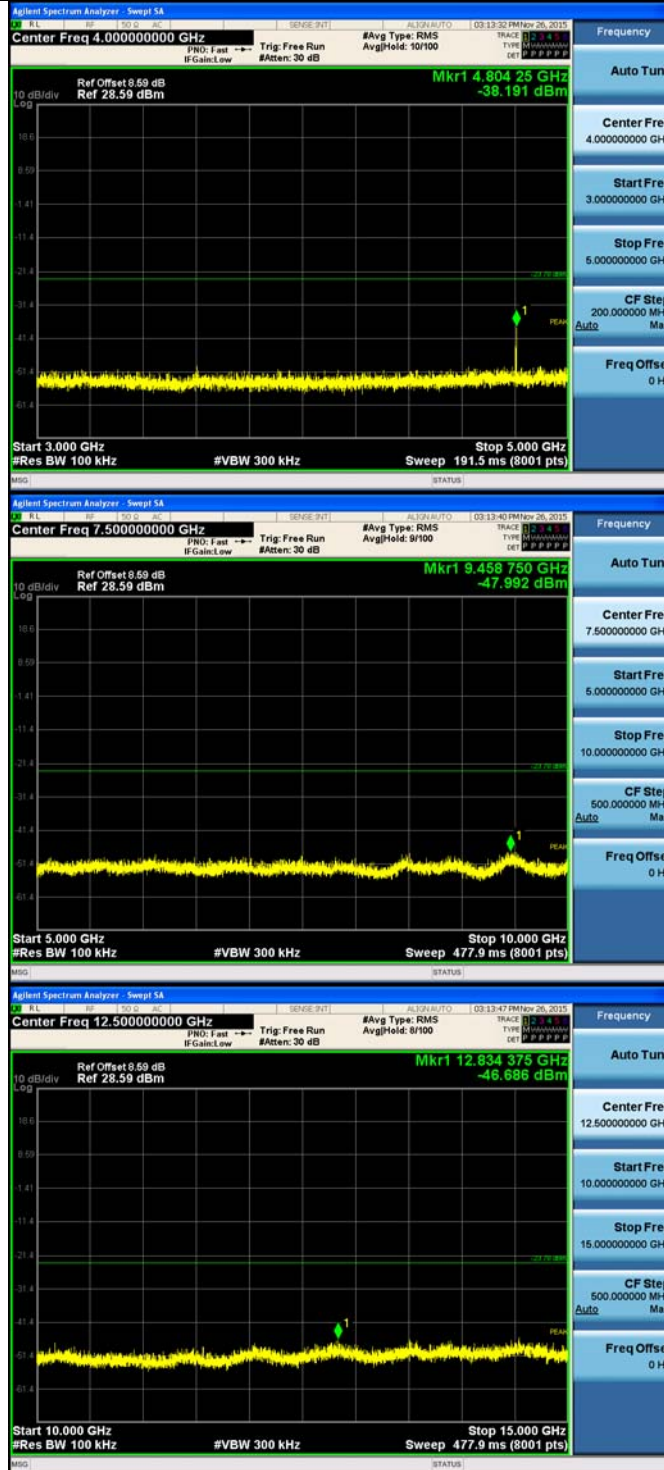 Agilent Spectrum Analyzer - Swept SA
RL RF 50 Ω AC SENSE:INT ALIGN AUTO 03:13:32 PM Nov 26, 2015
Center Freq 4.000000000 GHz
PNO: Fast
IFGain:Low
Trig: Free Run
#Atten: 30 dB
#Avg Type: RMS
Avg|Hold: 10/100
TRACE 1 2 3 4 5
TYPE
DET P P P P P
Ref Offset 8.59 dB
10 dB/div Ref 28.59 dBm
Log
Mkr1 4.804 25 GHz
-38.191 dBm
18.6
8.59
-1.41
-11.4
-21.4
-31.4
-41.4
-51.4
-61.4
1
PEAK
Start 3.000 GHz Stop 5.000 GHz
#Res BW 100 kHz #VBW 300 kHz Sweep 191.5 ms (8001 pts)
MSG STATUS
Frequency
Auto Tun
Center Fre
4.000000000 GH
Start Fre
3.000000000 GH
Stop Fre
5.000000000 GH
CF Ste
200.000000 MH
Auto Ma
Freq Offse
0 H
Agilent Spectrum Analyzer - Swept SA
RL RF 50 Ω AC SENSE:INT ALIGN AUTO 03:13:40 PM Nov 26, 2015
Center Freq 7.500000000 GHz
PNO: Fast
IFGain:Low
Trig: Free Run
#Atten: 30 dB
#Avg Type: RMS
Avg|Hold: 9/100
TRACE 1 2 3 4 5
TYPE
DET P P P P P
Ref Offset 8.59 dB
10 dB/div Ref 28.59 dBm
Log
Mkr1 9.458 750 GHz
-47.992 dBm
18.6
8.59
-1.41
-11.4
-21.4
-31.4
-41.4
-51.4
-61.4
1
PEAK
Start 5.000 GHz Stop 10.000 GHz
#Res BW 100 kHz #VBW 300 kHz Sweep 477.9 ms (8001 pts)
MSG STATUS
Frequency
Auto Tun
Center Fre
7.500000000 GH
Start Fre
5.000000000 GH
Stop Fre
10.000000000 GH
CF Ste
500.000000 MH
Auto Ma
Freq Offse
0 H
Agilent Spectrum Analyzer - Swept SA
RL RF 50 Ω AC SENSE:INT ALIGN AUTO 03:13:47 PM Nov 26, 2015
Center Freq 12.500000000 GHz
PNO: Fast
IFGain:Low
Trig: Free Run
#Atten: 30 dB
#Avg Type: RMS
Avg|Hold: 8/100
TRACE 1 2 3 4 5
TYPE
DET P P P P P
Ref Offset 8.59 dB
10 dB/div Ref 28.59 dBm
Log
Mkr1 12.834 375 GHz
-46.686 dBm
18.6
8.59
-1.41
-11.4
-21.4
-31.4
-41.4
-51.4
-61.4
1
PEAK
Start 10.000 GHz Stop 15.000 GHz
#Res BW 100 kHz #VBW 300 kHz Sweep 477.9 ms (8001 pts)
MSG STATUS
Frequency
Auto Tun
Center Fre
12.500000000 GH
Start Fre
10.000000000 GH
Stop Fre
15.000000000 GH
CF Ste
500.000000 MH
Auto Ma
Freq Offse
0 H